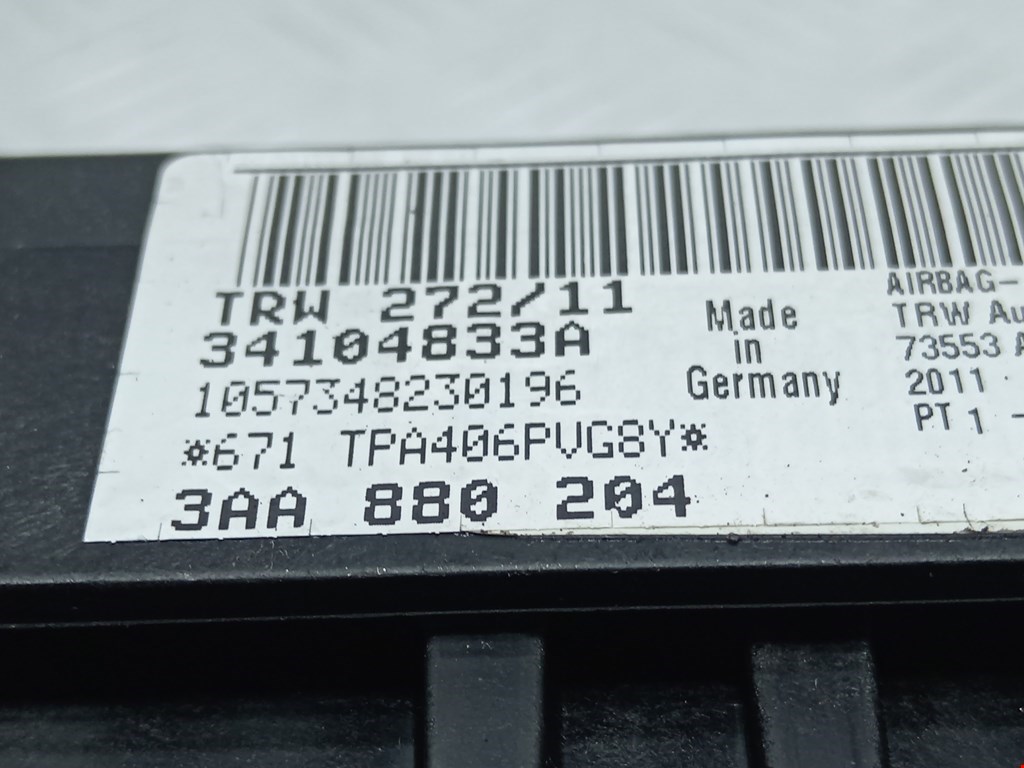 TRW 272/11
34104833A
1057348230196
*671 TPA406PVG8Y*
3AA 880 204
Made
in
Germany
AIRBAG-
TRW
73553
2011
PT 1 -